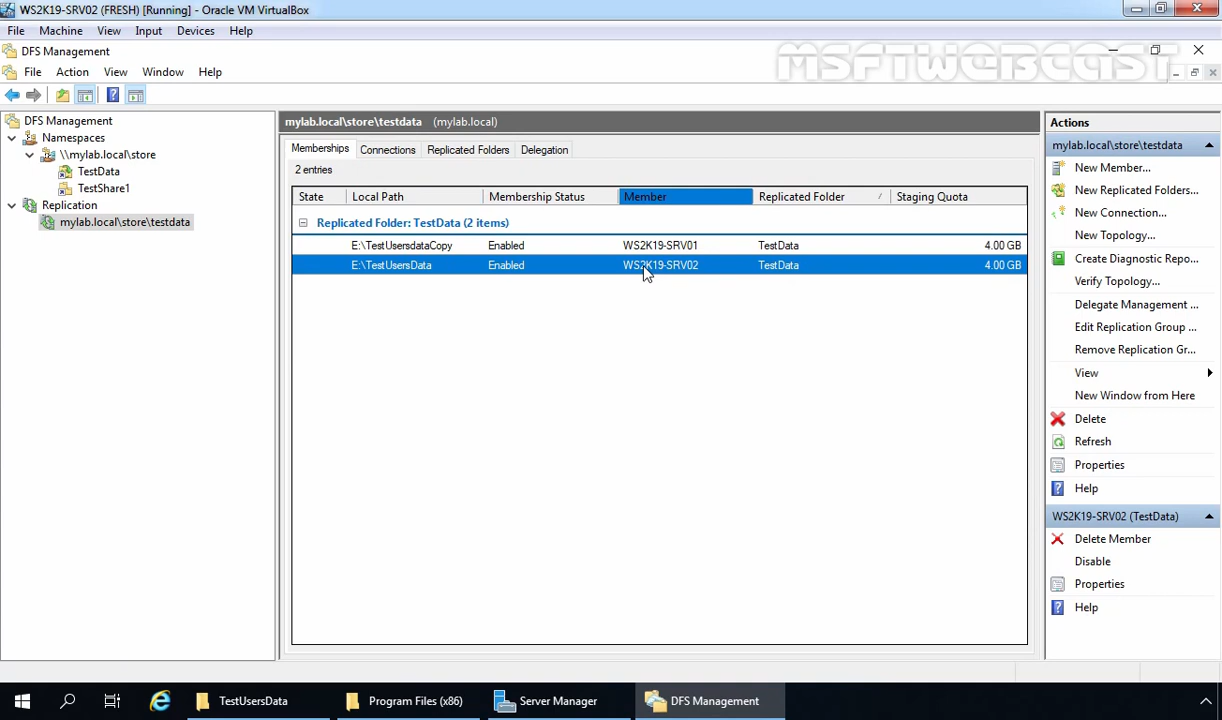 WS2K19-SRV02 (FRESH) [Running] - Oracle VM VirtualBox
File Machine View Input Devices Help
DFS Management
MSFTWEBCAST
File Action View Window Help
DFS Management
Namespaces
\\mylab.local\store
TestData
TestShare1
Replication
mylab.local\store\testdata
mylab.local\store\testdata (mylab.local)
Memberships Connections Replicated Folders Delegation
2 entries
State Local Path Membership Status Member Replicated Folder Staging Quota
Replicated Folder: TestData (2 items)
E:\TestUsersdataCopy Enabled WS2K19-SRV01 TestData 4.00 GB
E:\TestUsersData Enabled WS2K19-SRV02 TestData 4.00 GB
Actions
mylab.local\store\testdata
New Member...
New Replicated Folders...
New Connection...
New Topology...
Create Diagnostic Repo...
Verify Topology...
Delegate Management ...
Edit Replication Group ...
Remove Replication Gr...
View
New Window from Here
Delete
Refresh
Properties
Help
WS2K19-SRV02 (TestData)
Delete Member
Disable
Properties
Help
TestUsersData Program Files (x86) Server Manager DFS Management